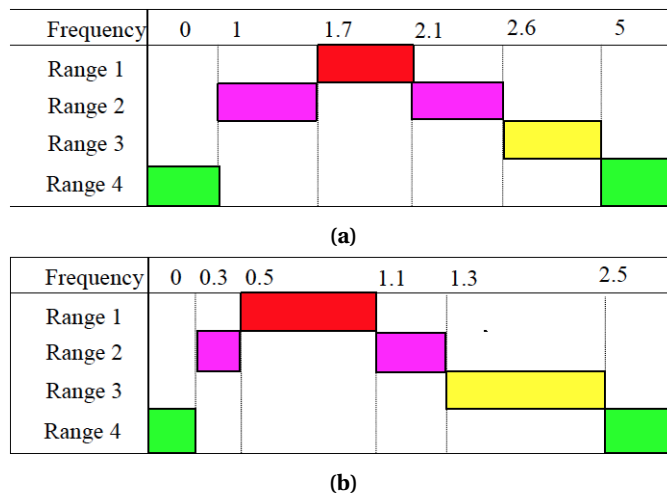 Frequency 0 1 1.7 2.1 2.6 5
Range 1
Range 2
Range 3
Range 4
(a)
Frequency 0 0.3 0.5 1.1 1.3 2.5
Range 1
Range 2
Range 3
Range 4
(b)